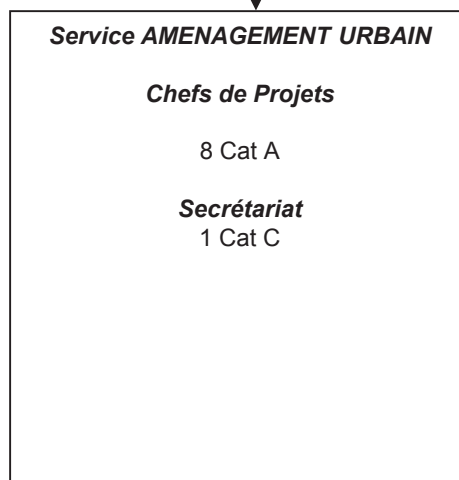 Service AMENAGEMENT URBAIN
Chefs de Projets
8 Cat A
Secrétariat
1 Cat C